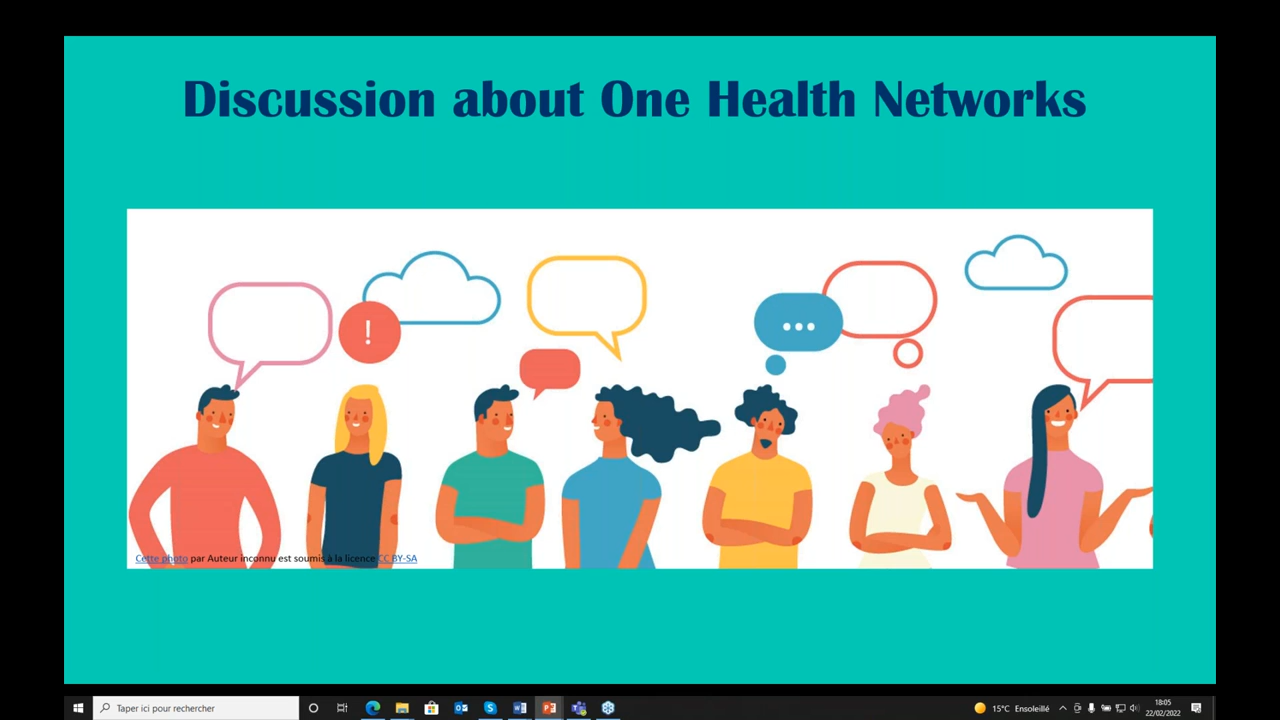 Discussion about One Health Networks
!
...
Cette photo par Auteur inconnu est soumis à la licence CC BY-SA
Taper ici pour rechercher
15°C Ensoleillé
18:05
22/02/2022